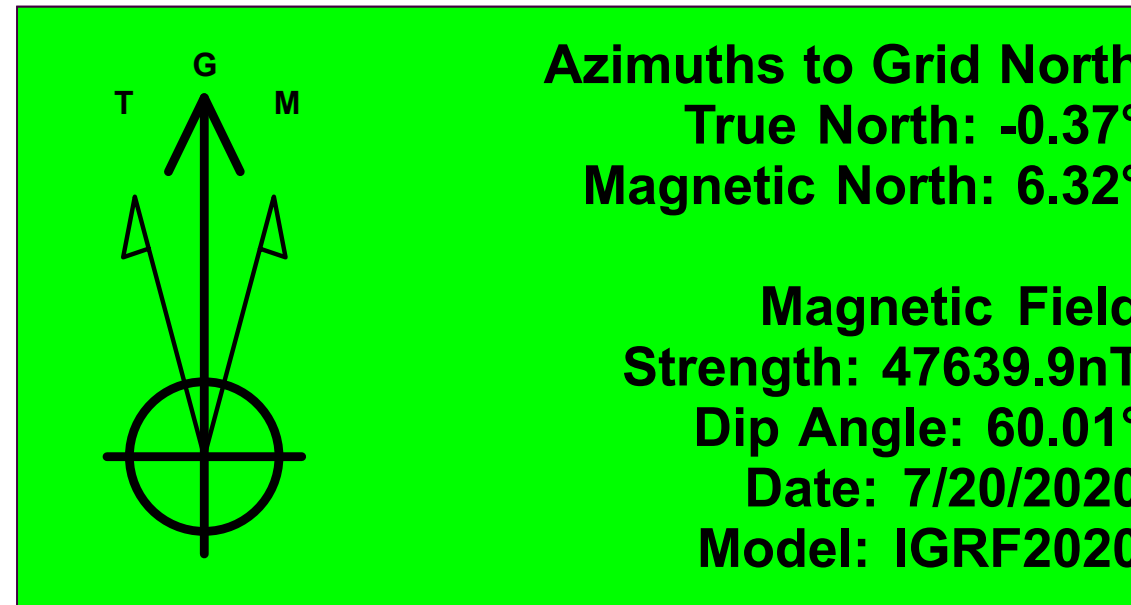 G
T M
Azimuths to Grid North
True North: -0.37°
Magnetic North: 6.32°
Magnetic Field
Strength: 47639.9nT
Dip Angle: 60.01°
Date: 7/20/2020
Model: IGRF2020